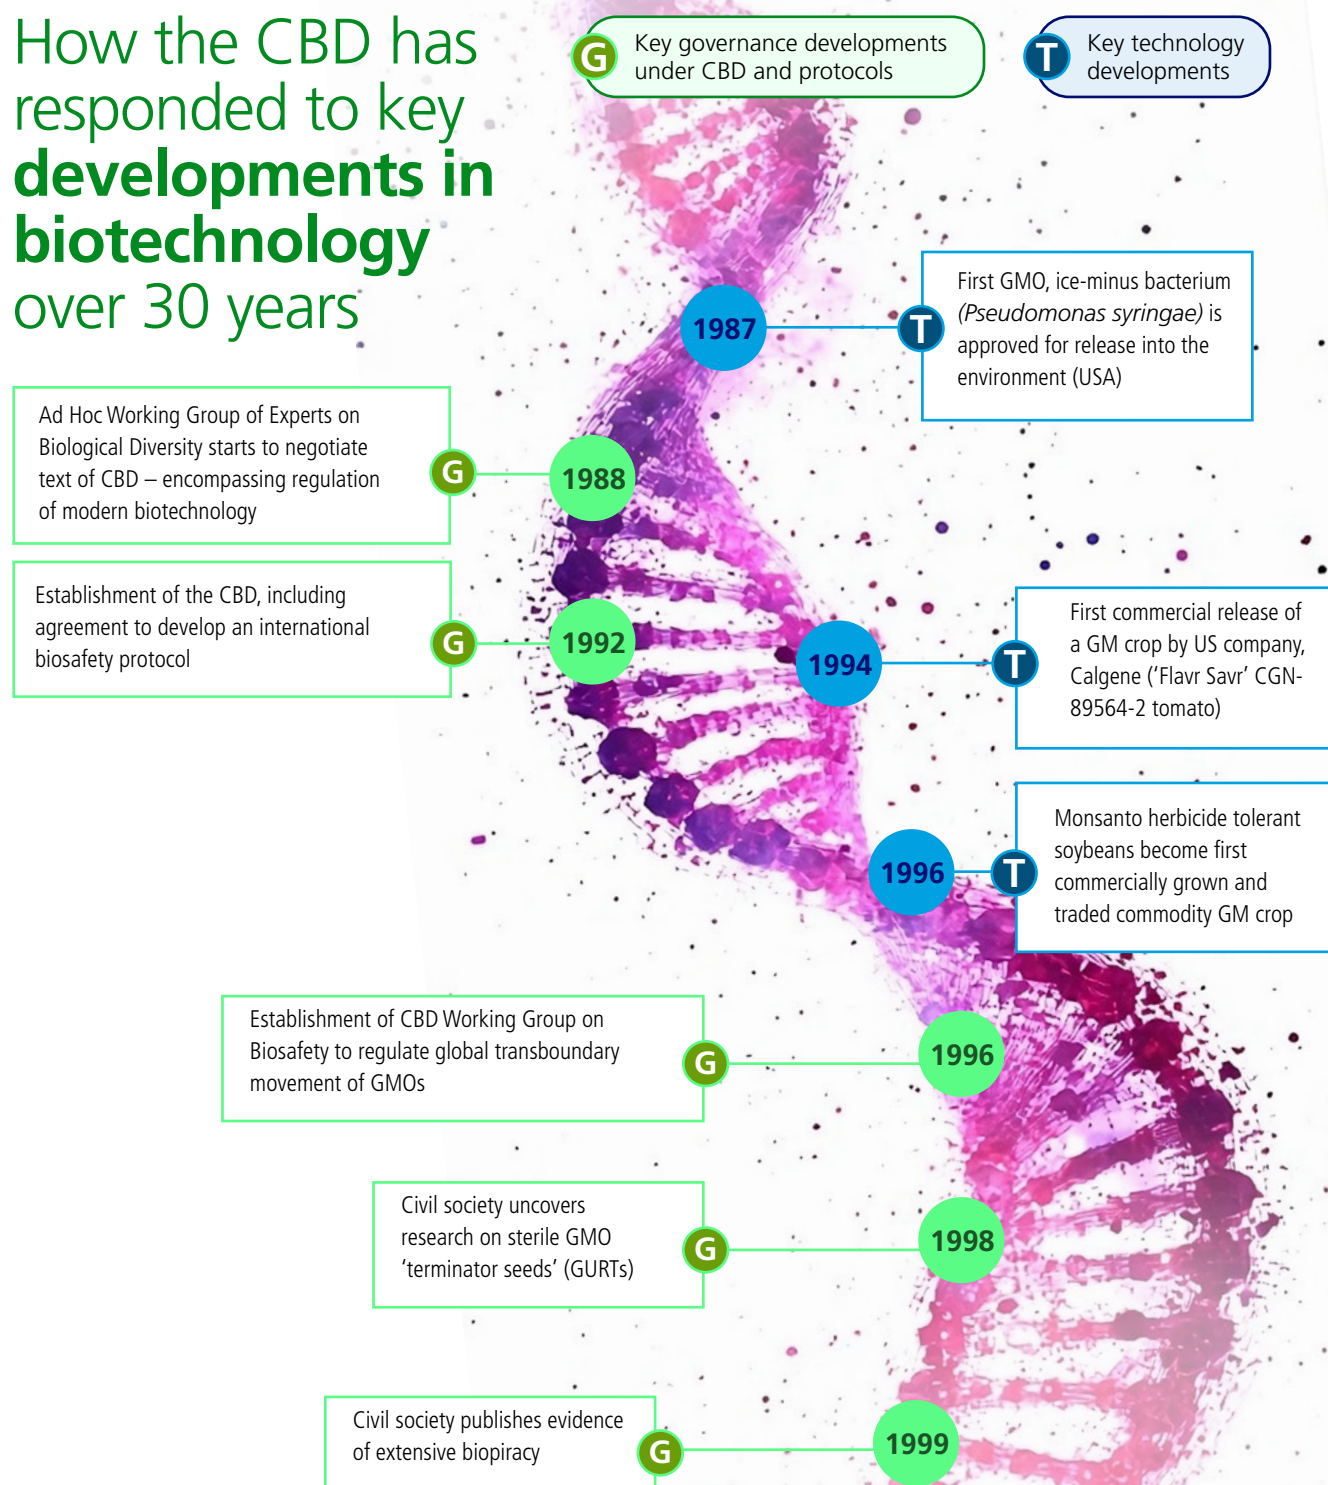 How the CBD has
responded to key
developments in
biotechnology
over 30 years
G
Key governance developments
under CBD and protocols
T
Key technology
developments
1987
T
First GMO, ice-minus bacterium
(Pseudomonas syringae) is
approved for release into the
environment (USA)
Ad Hoc Working Group of Experts on
Biological Diversity starts to negotiate
text of CBD – encompassing regulation
of modern biotechnology
G
1988
Establishment of the CBD, including
agreement to develop an international
biosafety protocol
G
1992
1994
T
First commercial release of
a GM crop by US company,
Calgene (‘Flavr Savr’ CGN-
89564-2 tomato)
1996
T
Monsanto herbicide tolerant
soybeans become first
commercially grown and
traded commodity GM crop
Establishment of CBD Working Group on
Biosafety to regulate global transboundary
movement of GMOs
G
1996
Civil society uncovers
research on sterile GMO
‘terminator seeds’ (GURTs)
G
1998
Civil society publishes evidence
of extensive biopiracy
G
1999